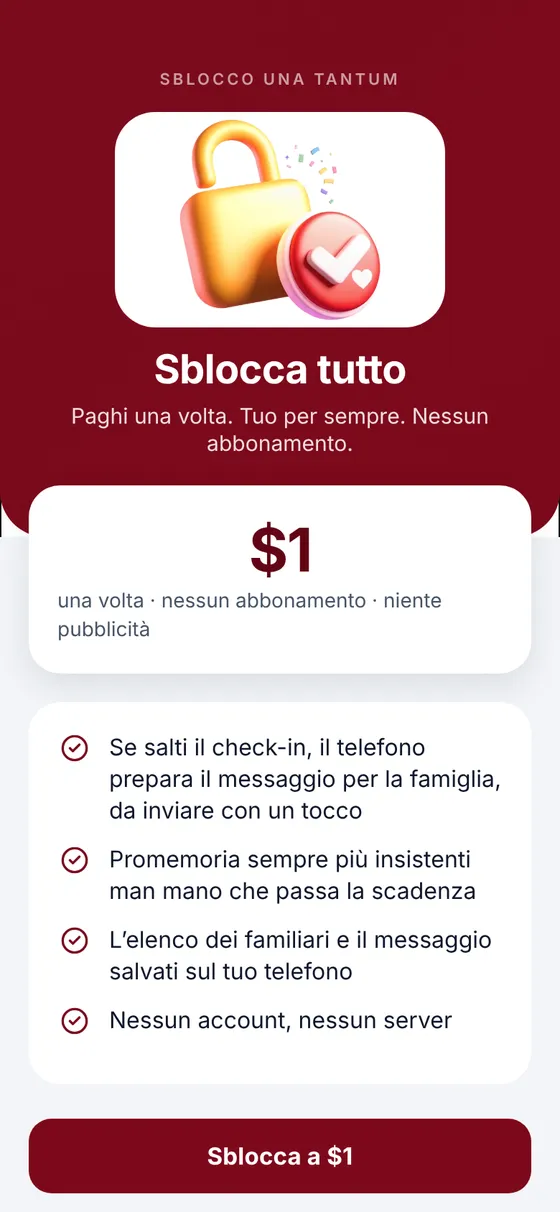 SBLOCCO UNA TANTUM
Sblocca tutto
Paghi una volta. Tuo per sempre. Nessun
abbonamento.
$1
una volta · nessun abbonamento · niente
pubblicità
Se salti il check-in, il telefono
prepara il messaggio per la famiglia,
da inviare con un tocco
Promemoria sempre più insistenti
man mano che passa la scadenza
L’elenco dei familiari e il messaggio
salvati sul tuo telefono
Nessun account, nessun server
Sblocca a $1